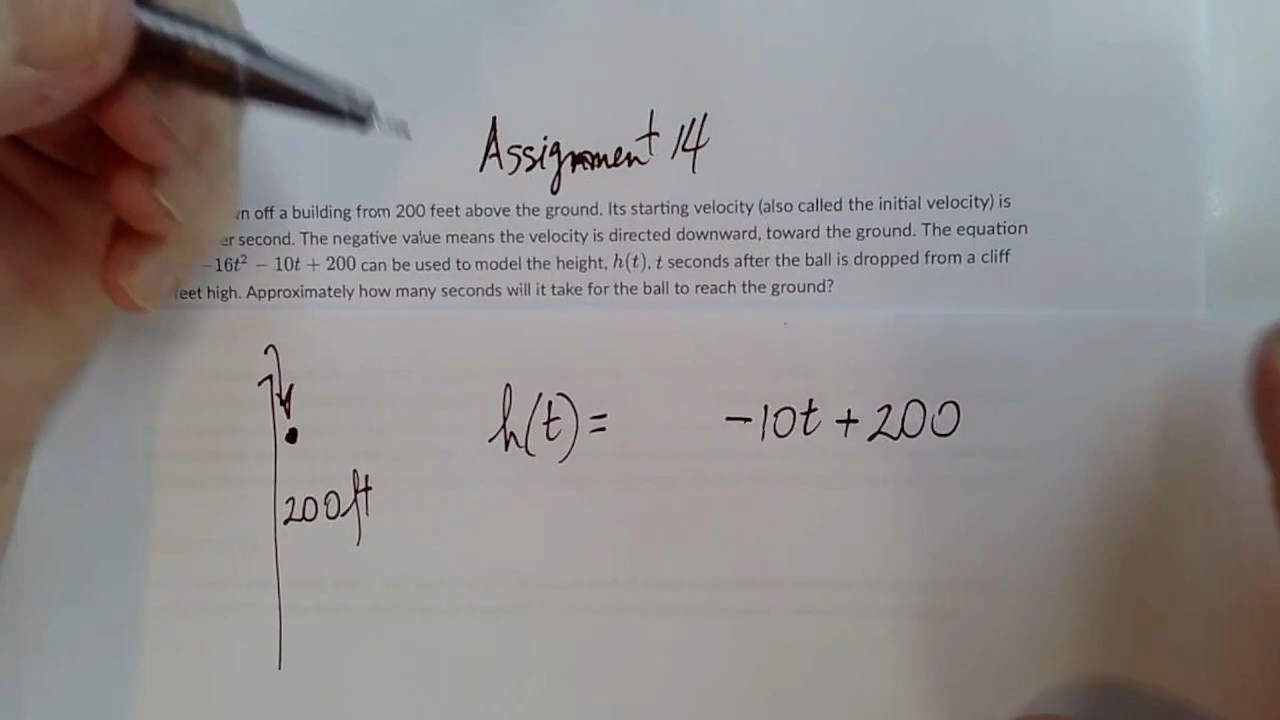 Assignment 14
off a building from 200 feet above the ground. Its starting velocity (also called the initial velocity) is
second. The negative value means the velocity is directed downward, toward the ground. The equation
−16t² − 10t + 200 can be used to model the height, h(t), t seconds after the ball is dropped from a cliff
high. Approximately how many seconds will it take for the ball to reach the ground?
h(t)= −10t + 200
200ft